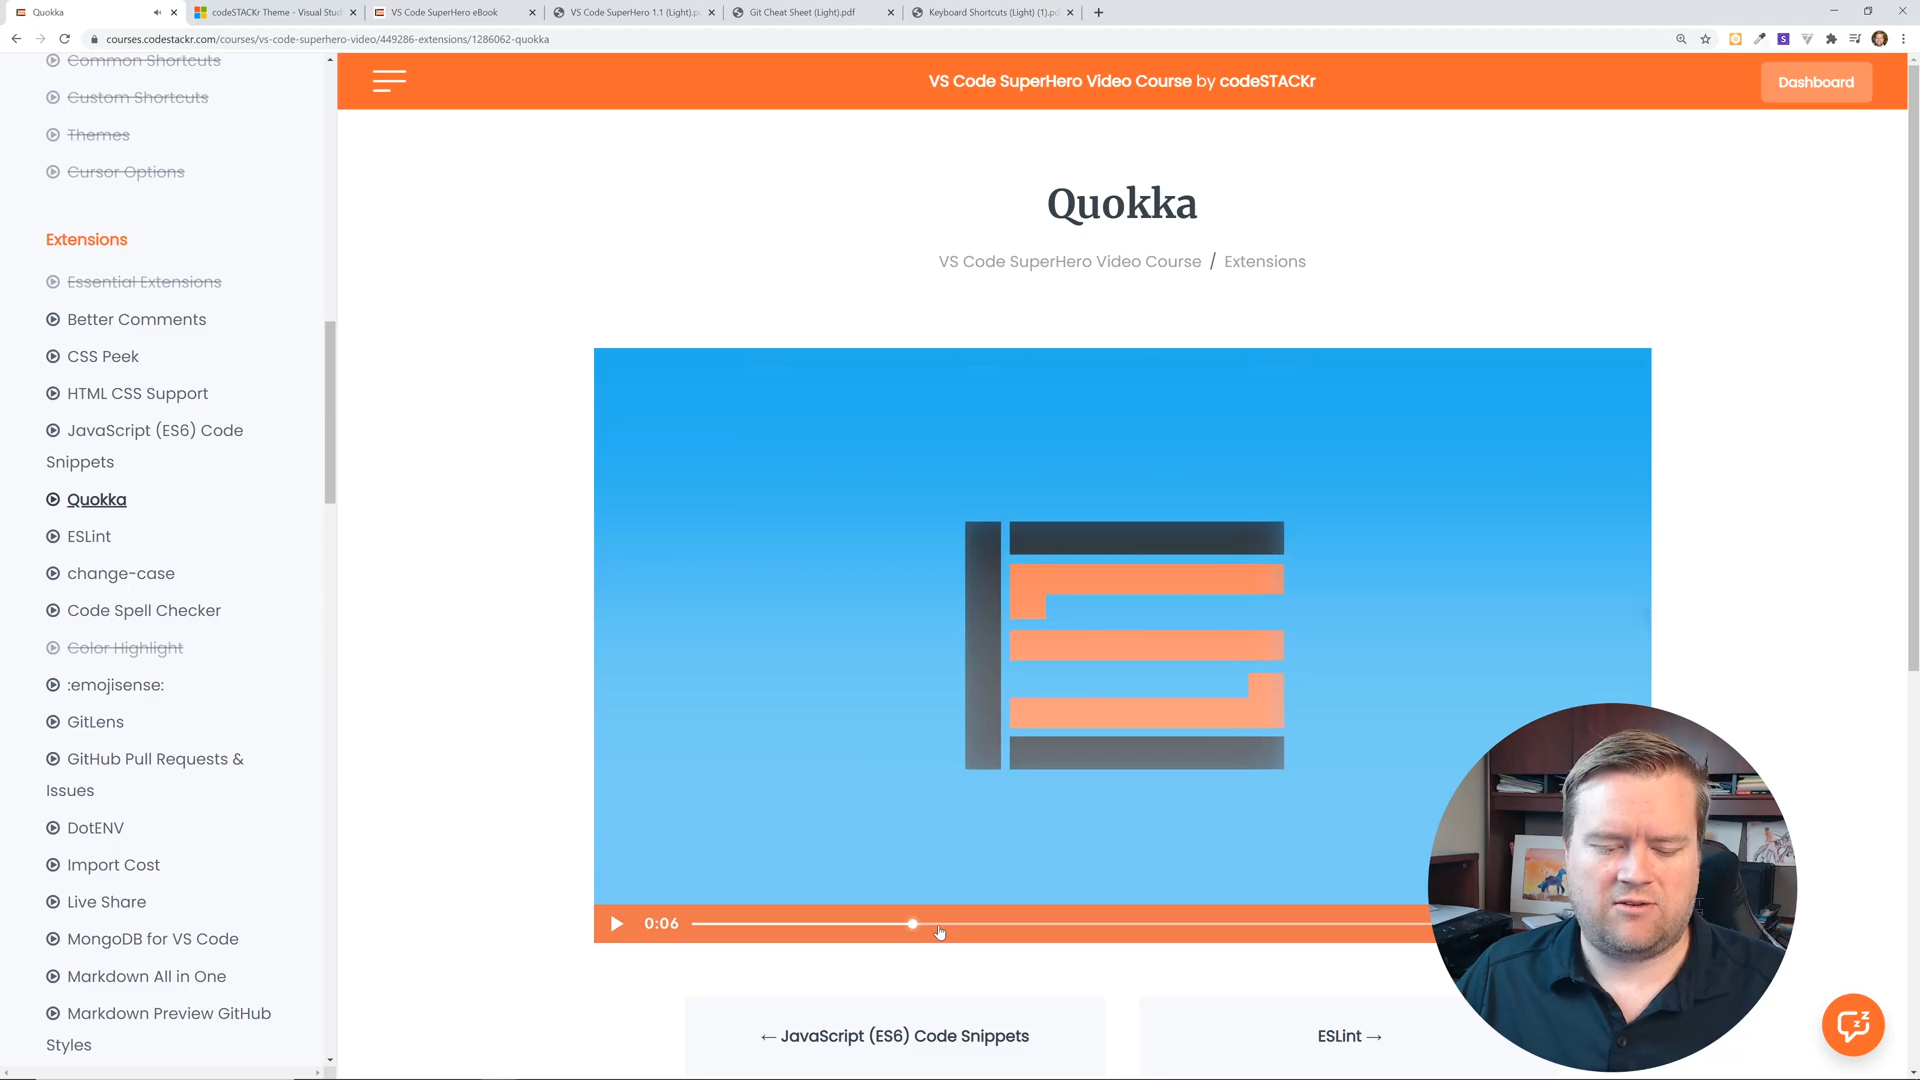 Quokka
codeSTACKr Theme - Visual Stud
VS Code SuperHero eBook
VS Code SuperHero 1.1 (Light).p
Git Cheat Sheet (Light).pdf
Keyboard Shortcuts (Light) (1).pd
courses.codestackr.com/courses/vs-code-superhero-video/449286-extensions/1286062-quokka
Common Shortcuts
Custom Shortcuts
Themes
Cursor Options
Extensions
Essential Extensions
Better Comments
CSS Peek
HTML CSS Support
JavaScript (ES6) Code
Snippets
Quokka
ESLint
change-case
Code Spell Checker
Color Highlight
:emojisense:
GitLens
GitHub Pull Requests &
Issues
DotENV
Import Cost
Live Share
MongoDB for VS Code
Markdown All in One
Markdown Preview GitHub
Styles
VS Code SuperHero Video Course by codeSTACKr
Dashboard
Quokka
VS Code SuperHero Video Course / Extensions
0:06
← JavaScript (ES6) Code Snippets
ESLint →